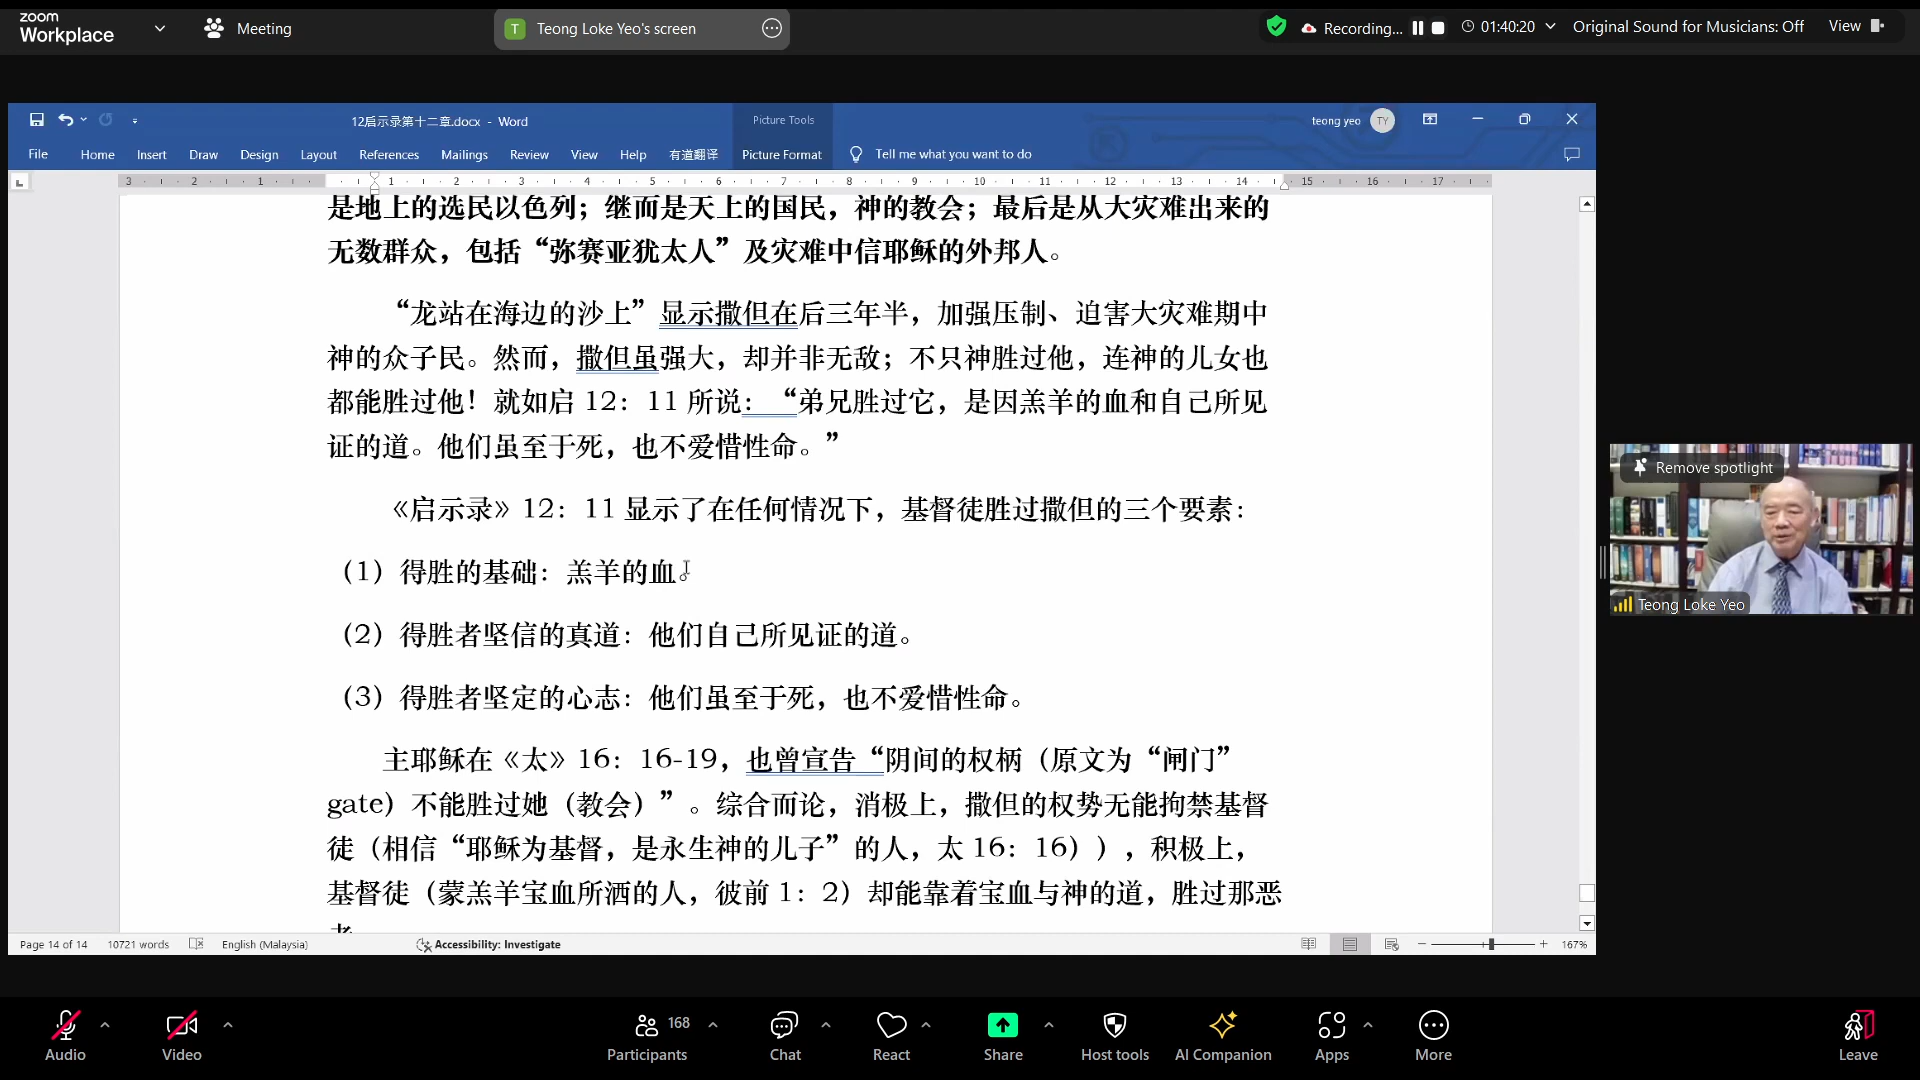 zoom
Workplace
Meeting
T
Teong Loke Yeo's screen
Recording...
01:40:20
Original Sound for Musicians: Off
View
12启示录第十二章.docx - Word
Picture Tools
teong yeo
TY
File
Home
Insert
Draw
Design
Layout
References
Mailings
Review
View
Help
有道翻译
Picture Format
Tell me what you want to do
3 2 1 1 2 3 4 5 6 7 8 9 10 11 12 13 14 15 16 17
是地上的选民以色列；继而是天上的国民，神的教会；最后是从大灾难出来的
无数群众，包括“弥赛亚犹太人”及灾难中信耶稣的外邦人。
“龙站在海边的沙上”显示撒但在后三年半，加强压制、迫害大灾难期中
神的众子民。然而，撒但虽强大，却并非无敌；不只神胜过他，连神的儿女也
都能胜过他！就如启 12：11 所说：“弟兄胜过它，是因羔羊的血和自己所见
证的道。他们虽至于死，也不爱惜性命。”
《启示录》12：11 显示了在任何情况下，基督徒胜过撒但的三个要素：
（1）得胜的基础：羔羊的血。
（2）得胜者坚信的真道：他们自己所见证的道。
（3）得胜者坚定的心志：他们虽至于死，也不爱惜性命。
主耶稣在《太》16：16-19，也曾宣告“阴间的权柄（原文为“闸门”
gate）不能胜过她（教会）”。综合而论，消极上，撒但的权势无能拘禁基督
徒（相信“耶稣为基督，是永生神的儿子”的人，太 16：16）），积极上，
基督徒（蒙羔羊宝血所洒的人，彼前 1：2）却能靠着宝血与神的道，胜过那恶
Page 14 of 14
10721 words
English (Malaysia)
Accessibility: Investigate
167%
Remove spotlight
Teong Loke Yeo
Audio
Video
168
Participants
Chat
React
Share
Host tools
AI Companion
Apps
More
Leave